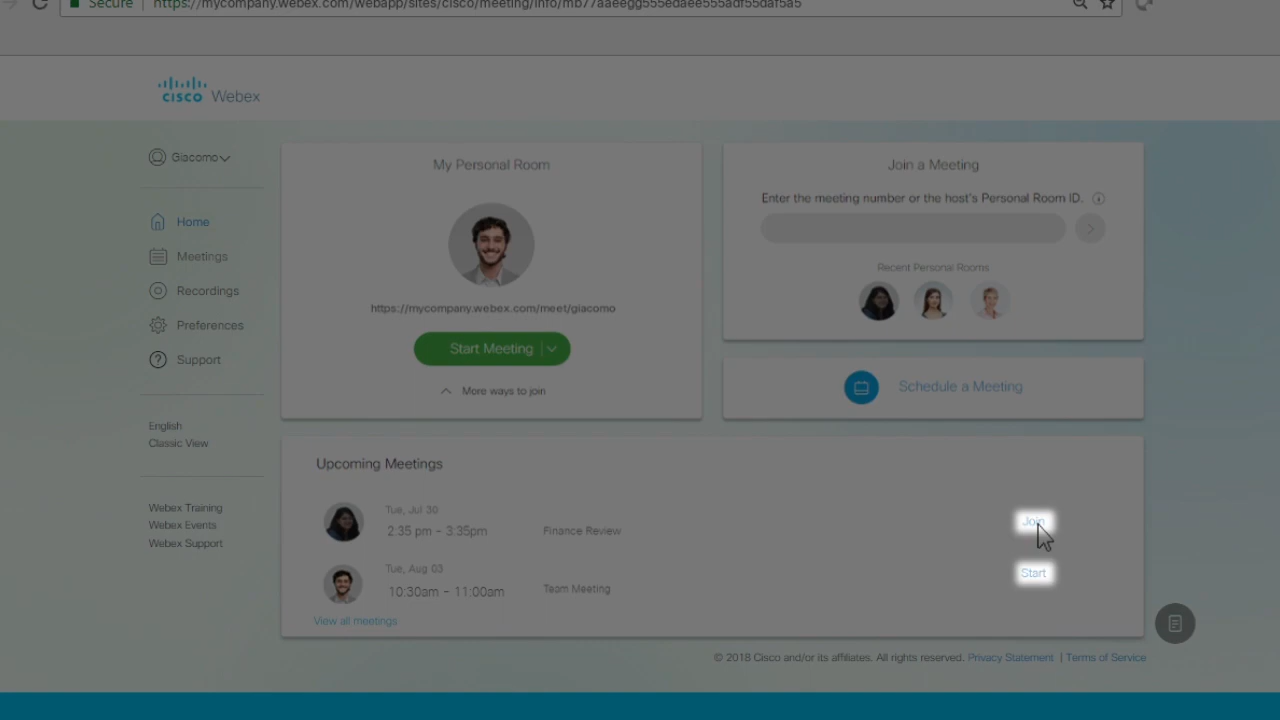 Secure | https://mycompany.webex.com/webapp/sites/cisco/meeting/info/mb77aaeegg555edaee555adf55daf5a5
CISCO Webex
Giacomo
Home
Meetings
Recordings
Preferences
Support
English
Classic View
Webex Training
Webex Events
Webex Support
My Personal Room
https://mycompany.webex.com/meet/giacomo
Start Meeting
More ways to join
Join a Meeting
Enter the meeting number or the host's Personal Room ID.
Recent Personal Rooms
Schedule a Meeting
Upcoming Meetings
Tue, Jul 30
2:35 pm - 3:35pm Finance Review Join
Tue, Aug 03
10:30am - 11:00am Team Meeting Start
View all meetings
© 2018 Cisco and/or its affiliates. All rights reserved. Privacy Statement | Terms of Service